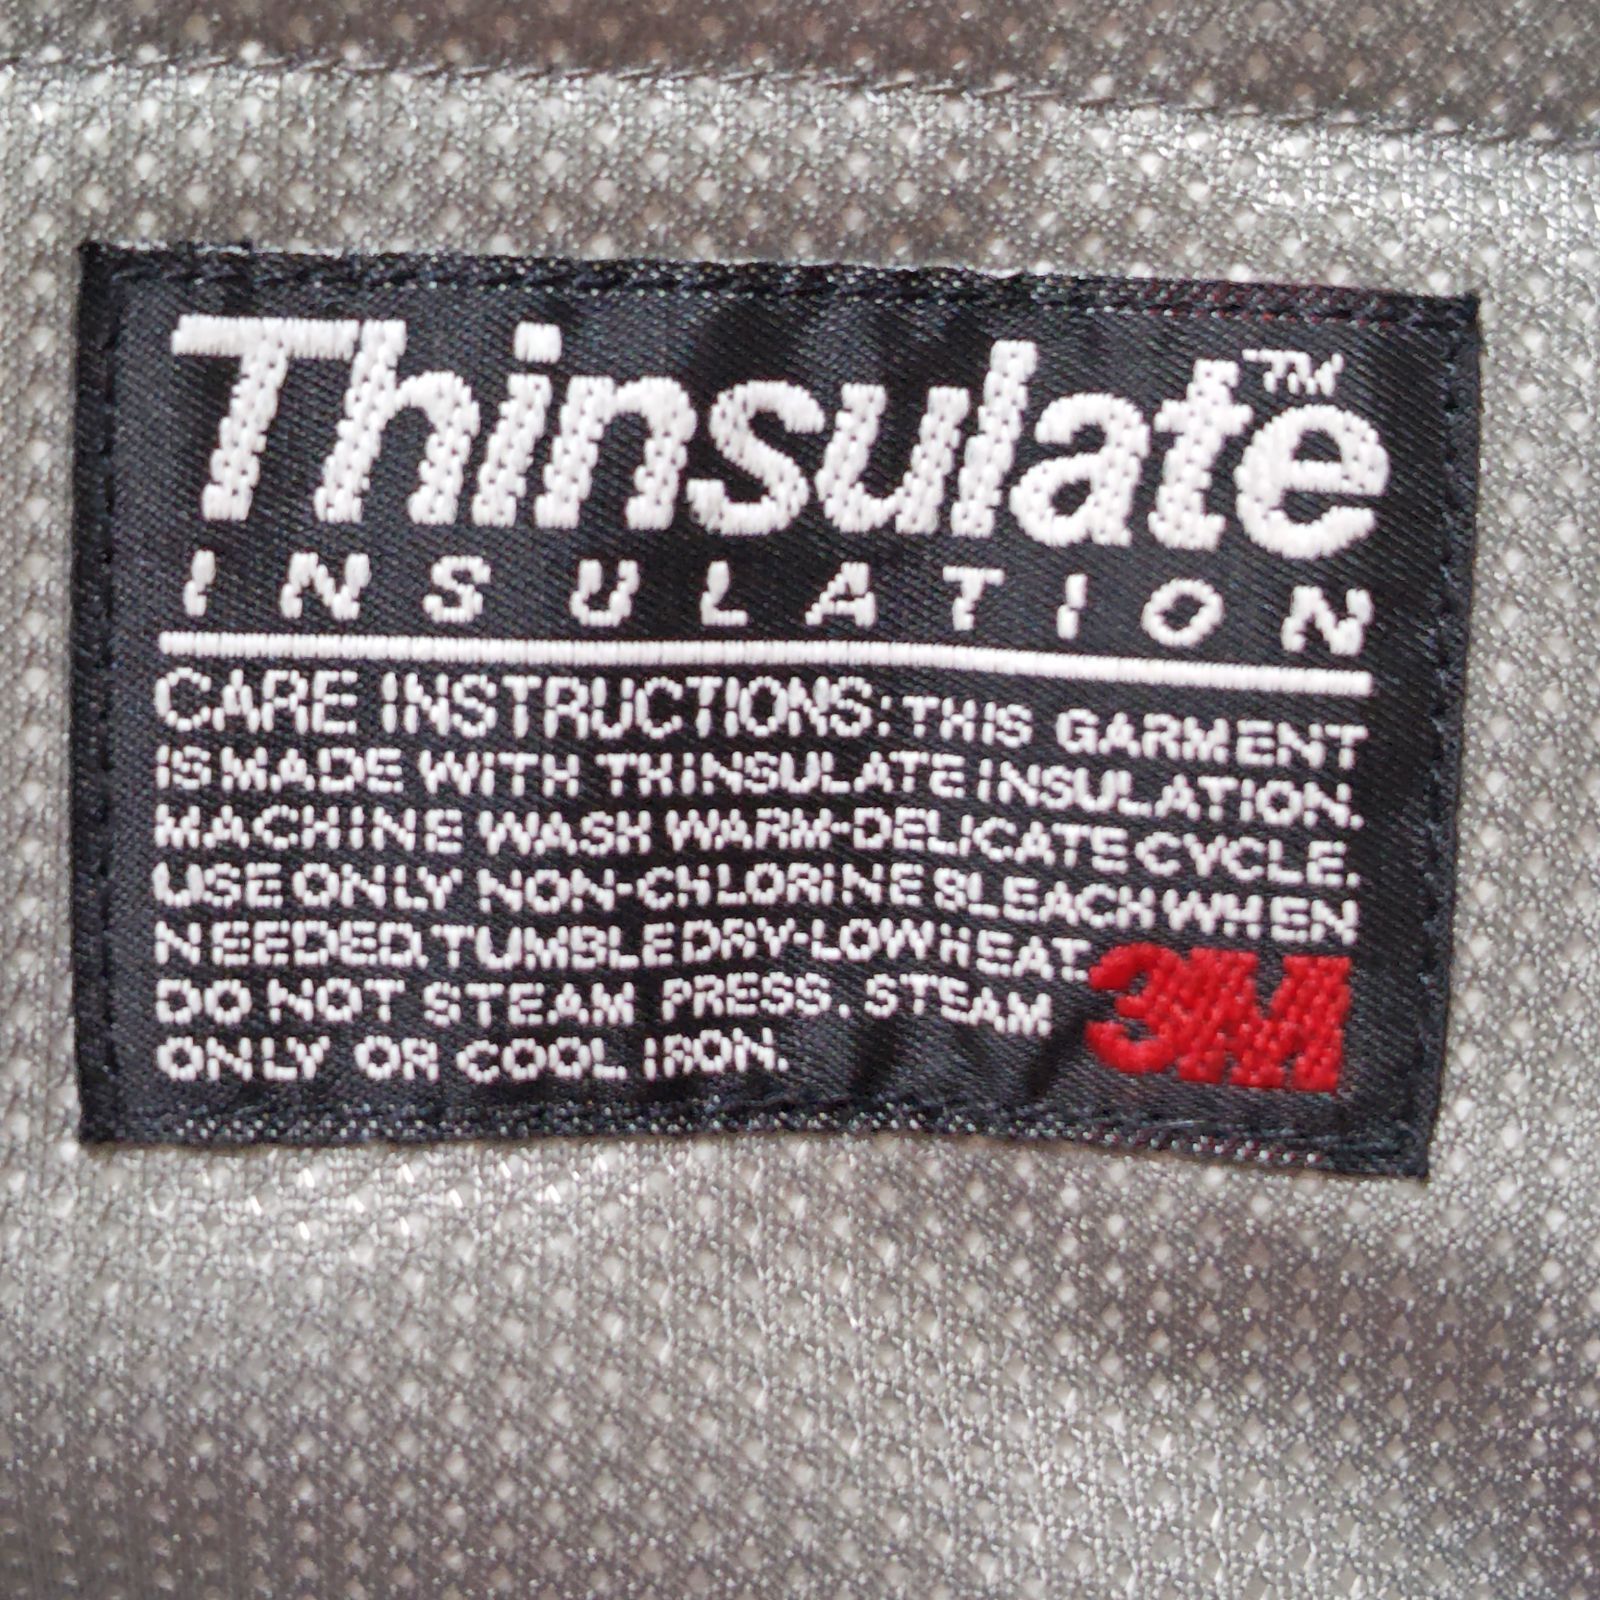 Thinsulate™
INSULATION
CARE INSTRUCTIONS: THIS GARMENT
IS MADE WITH THINSULATE INSULATION.
MACHINE WASH WARM-DELICATE CYCLE.
USE ONLY NON-CHLORINE BLEACH WHEN
NEEDED. TUMBLE DRY-LOW HEAT.
DO NOT STEAM PRESS. STEAM
ONLY OR COOL IRON.
3M